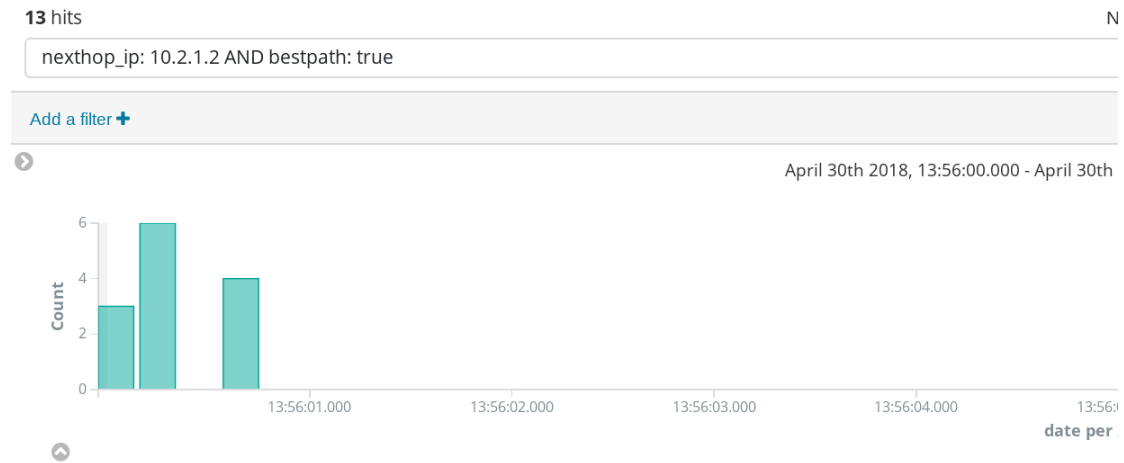 13 hits
N
nexthop_ip: 10.2.1.2 AND bestpath: true
Add a filter
April 30th 2018, 13:56:00.000 - April 30th
6
4
2
0
Count
13:56:01.000 13:56:02.000 13:56:03.000 13:56:04.000 13:56:
date per